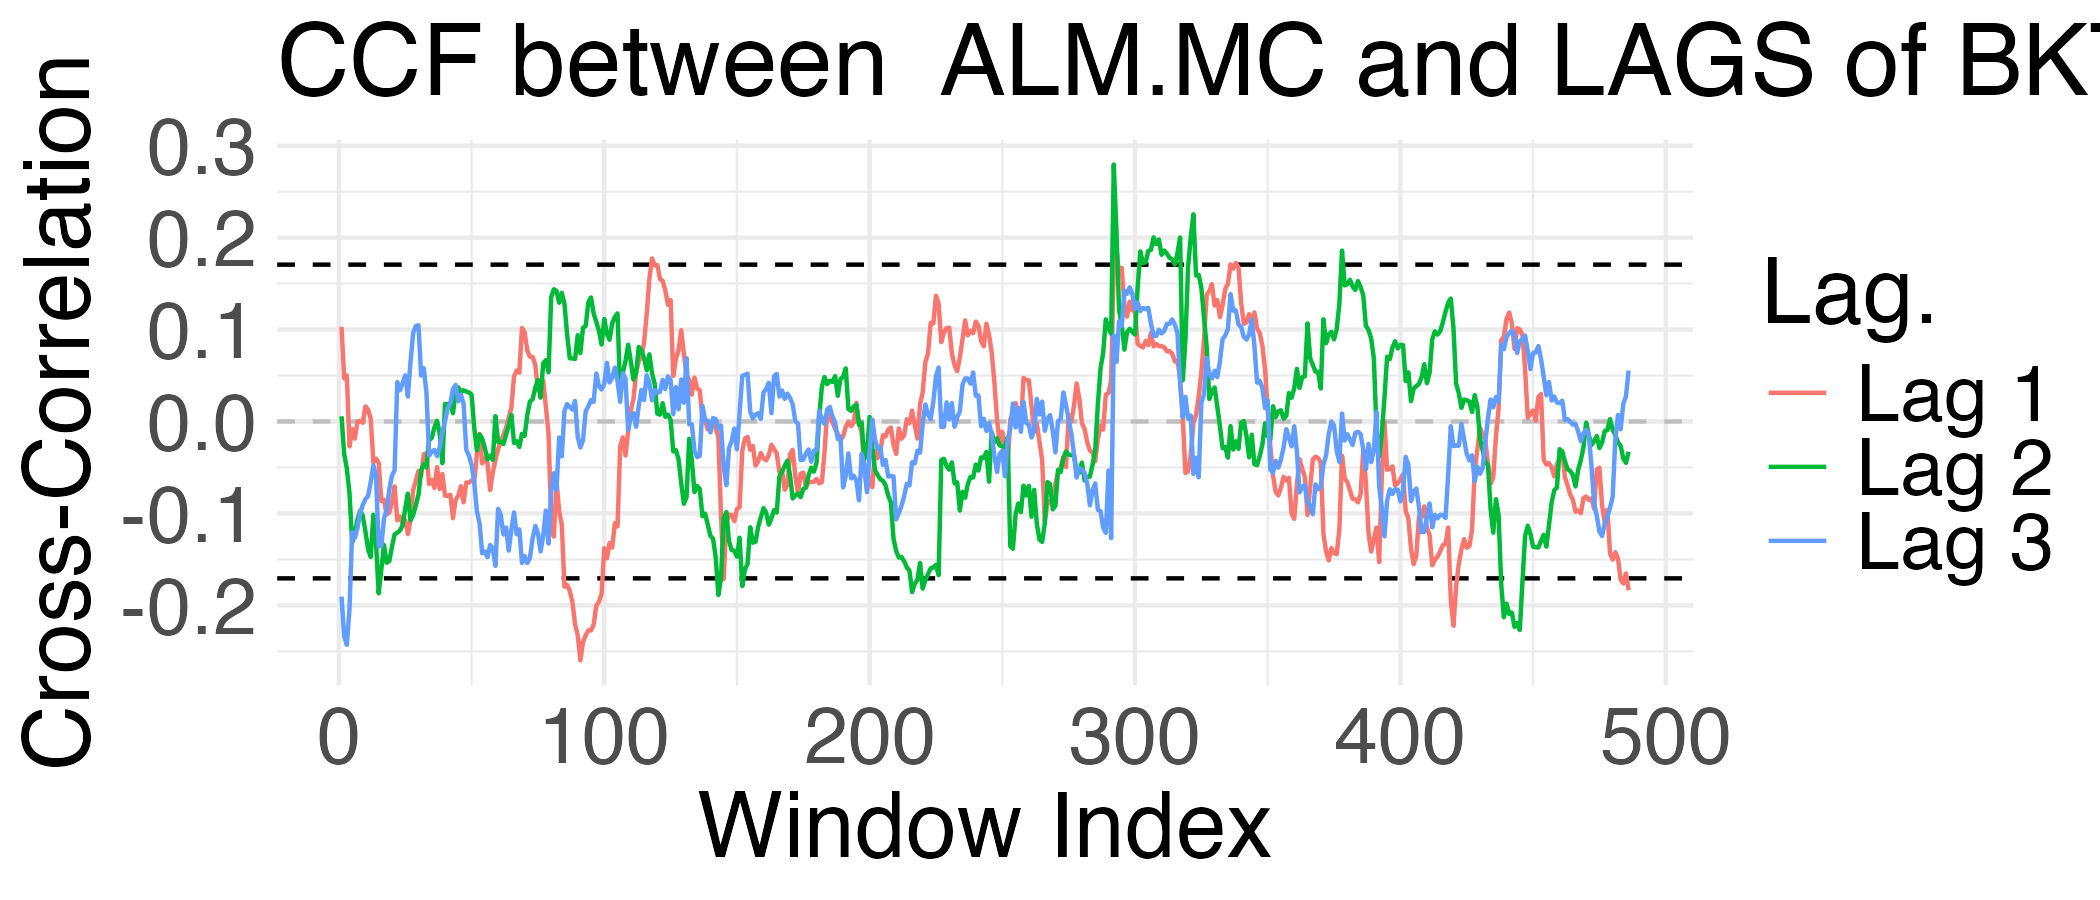 CCF between  ALM.MC and LAGS of
Cross-Correlation
0.3
0.2
0.1
0.0
-0.1
-0.2
0 100 200 300 400 500
Window Index
Lag.
Lag 1
Lag 2
Lag 3